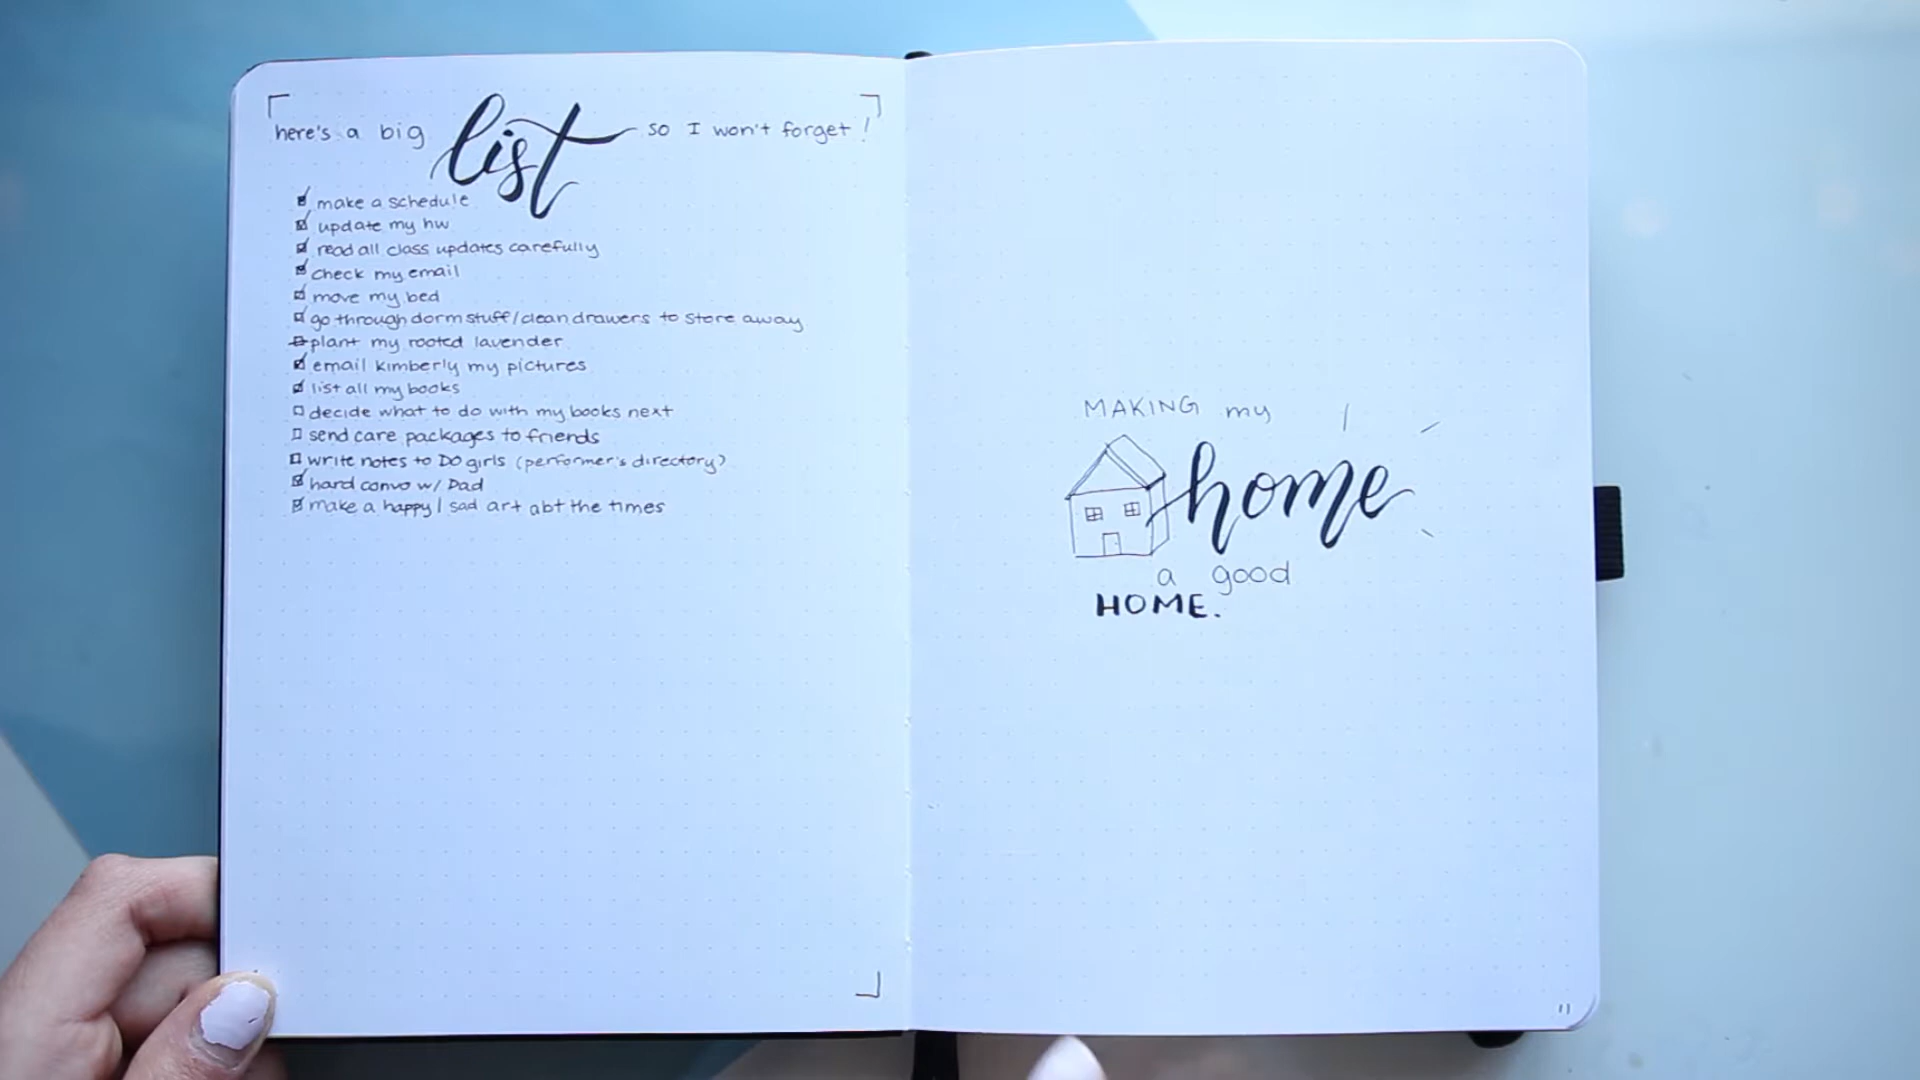 here's a big list so I won't forget!
make a schedule
update my hw
read all class updates carefully
check my email
move my bed
go through dorm stuff/clean drawers to store away
plant my rooted lavender
email kimberly my pictures
list all my books
decide what to do with my books next
send care packages to friends
write notes to DO girls (performer's directory)
hard convo w/ Dad
make a happy/sad art abt the times
MAKING my
home
a good
HOME.
11